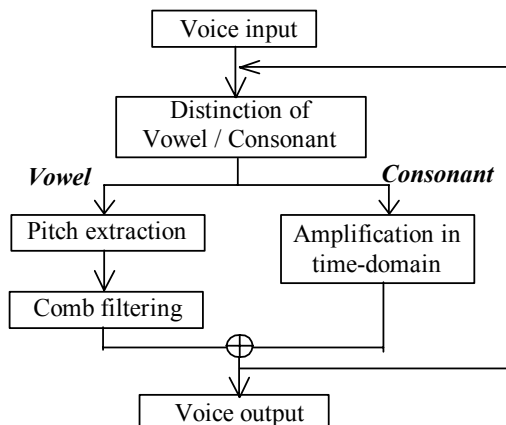 Voice input
Distinction of
Vowel / Consonant
Vowel
Consonant
Pitch extraction
Amplification in
time-domain
Comb filtering
Voice output